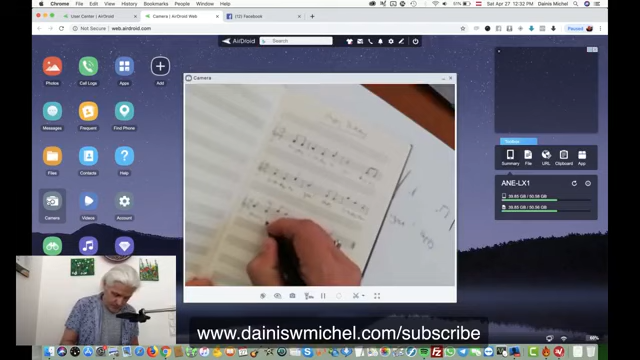 Chrome File Edit View History Bookmarks People Window Help
Sat Apr 27 12:32 PM Dainis Michel
User Center | AirDroid
Camera | AirDroid Web
(12) Facebook
Not Secure | web.airdroid.com
Paused
AirDroid
Search
Photos
Call Logs
Apps
Add
Messages
Frequent
Find Phone
Files
Contacts
Help
Camera
Videos
Account
Camera
Toolbox
Summary
File
URL
Clipboard
App
ANE-LX1
www.dainiswmichel.com/subscribe